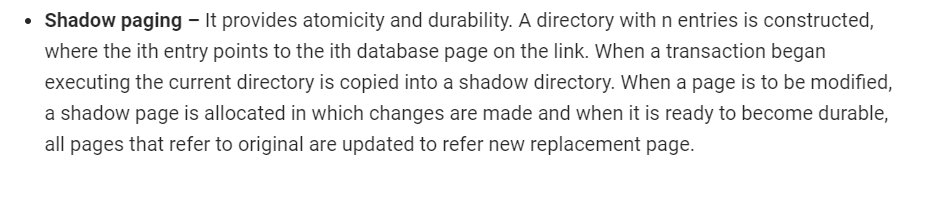 • Shadow paging – It provides atomicity and durability. A directory with n entries is constructed,
where the ith entry points to the ith database page on the link. When a transaction began
executing the current directory is copied into a shadow directory. When a page is to be modified,
a shadow page is allocated in which changes are made and when it is ready to become durable,
all pages that refer to original are updated to refer new replacement page.